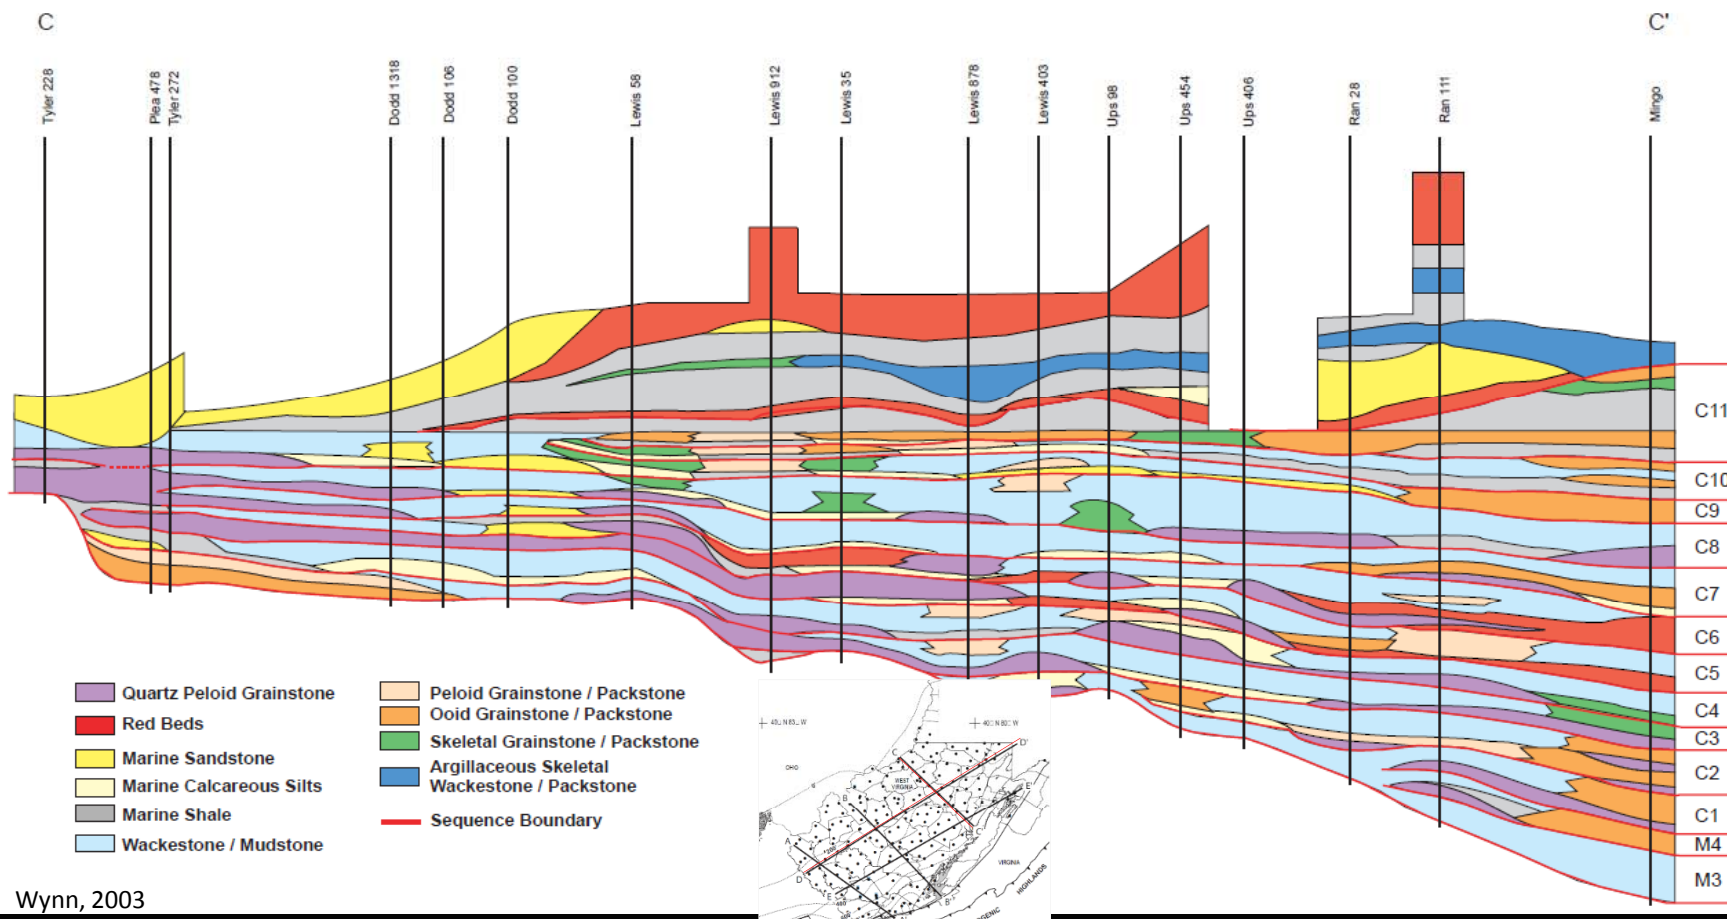 C
C'
Tyler 228
Plea 478
Tyler 272
Dodd 1318
Dodd 106
Dodd 100
Lewis 58
Lewis 912
Lewis 35
Lewis 878
Lewis 403
Ups 98
Ups 454
Ups 406
Ran 28
Ran 111
Mingo
C11
C10
C9
C8
C7
C6
C5
C4
C3
C2
C1
M4
M3
Quartz Peloid Grainstone
Red Beds
Marine Sandstone
Marine Calcareous Silts
Marine Shale
Wackestone / Mudstone
Peloid Grainstone / Packstone
Ooid Grainstone / Packstone
Skeletal Grainstone / Packstone
Argillaceous Skeletal
Wackestone / Packstone
Sequence Boundary
OHIO
WEST
VIRGINIA
VIRGINIA
HIGHLANDS
C
D'
B
E'
A
C'
D
E
B'
Wynn, 2003